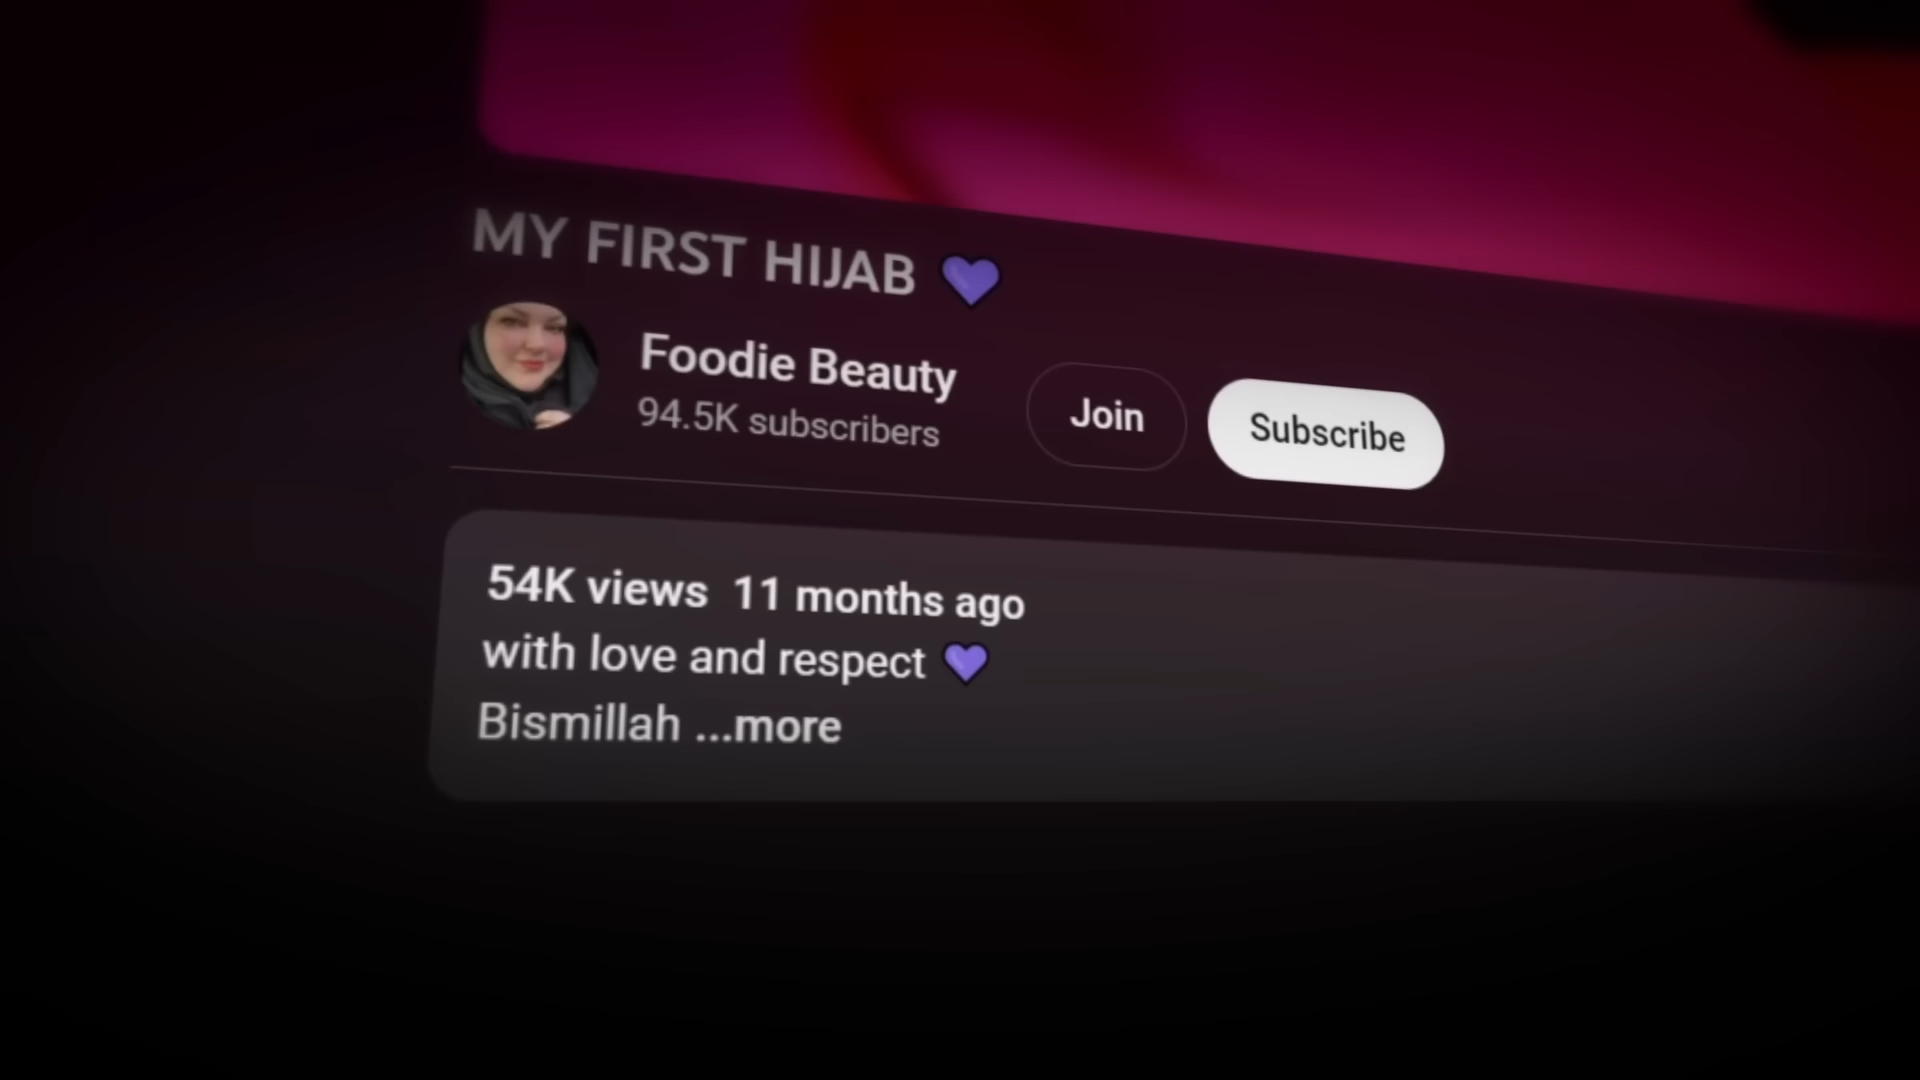 MY FIRST HIJAB 💜
Foodie Beauty
94.5K subscribers
Join
Subscribe
54K views 11 months ago
with love and respect 💜
Bismillah ...more